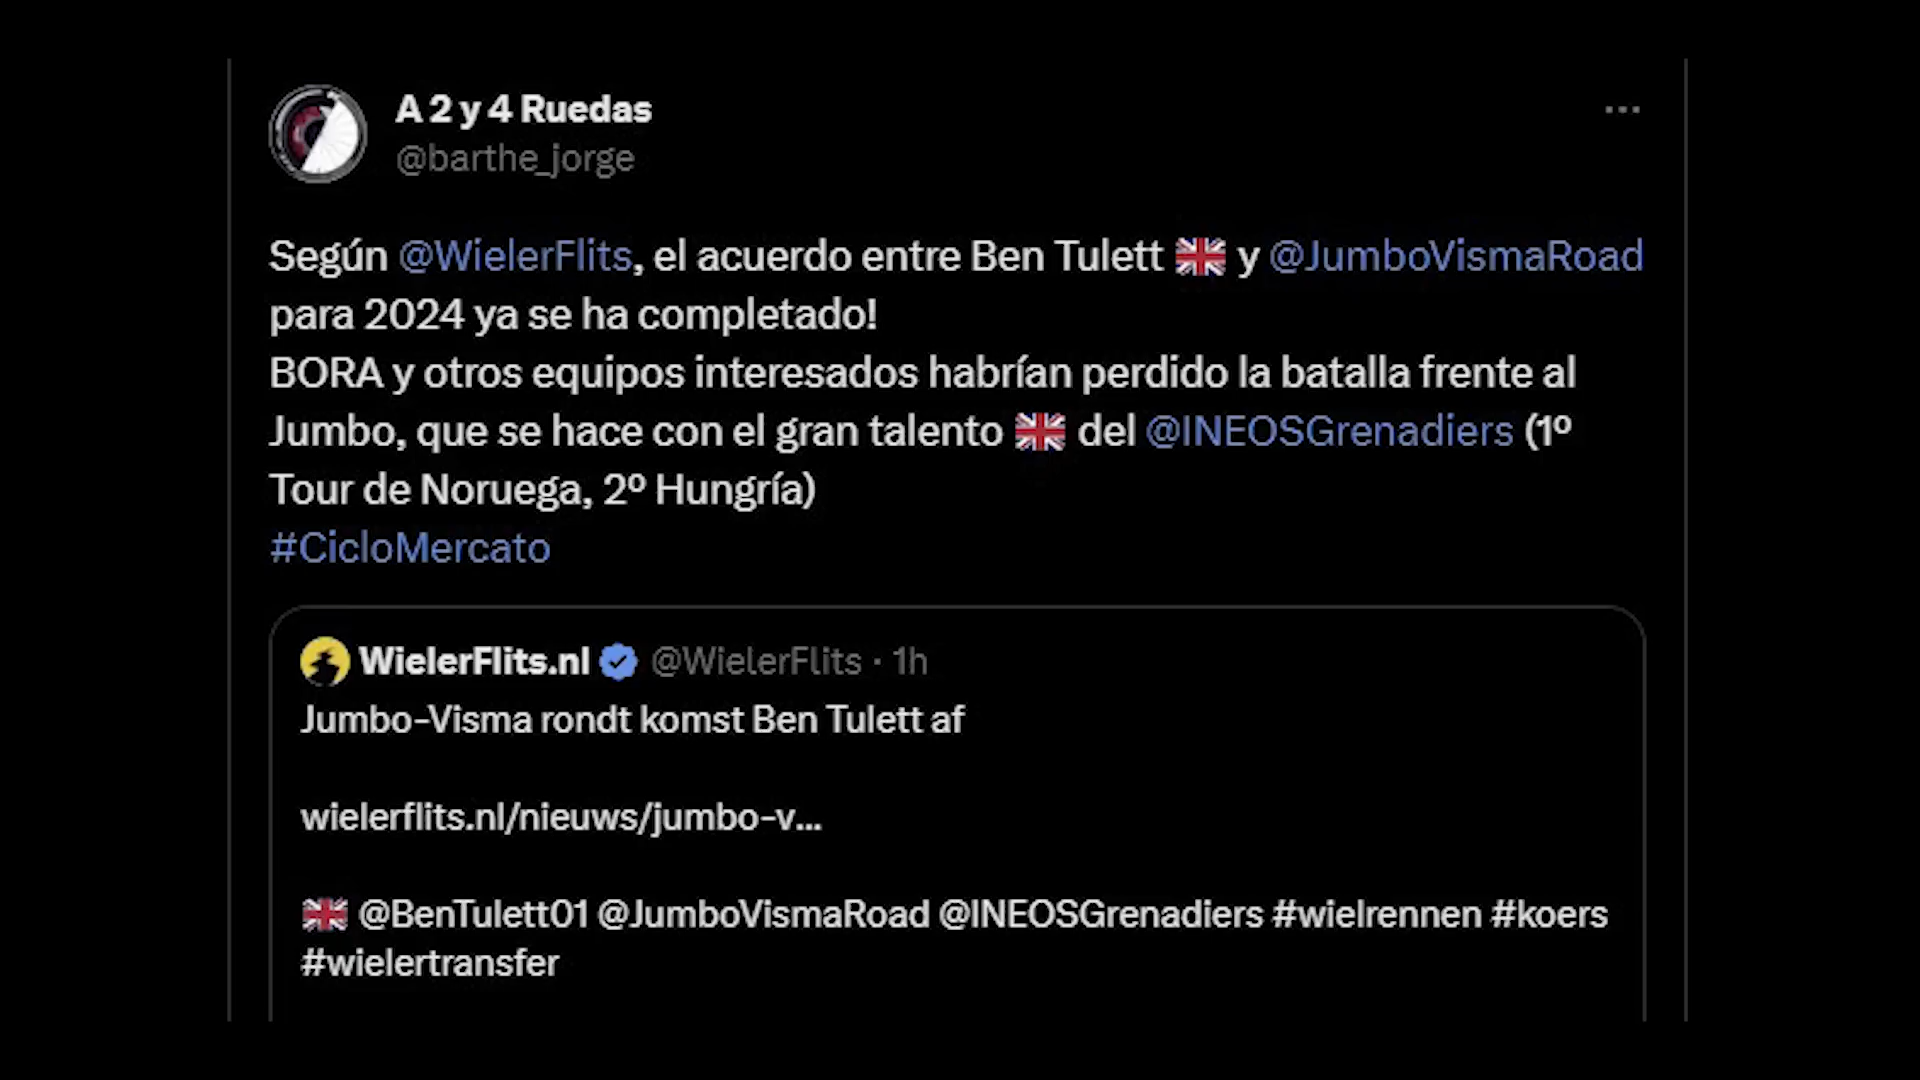 A 2 y 4 Ruedas
@barthe_jorge
Según @WielerFlits, el acuerdo entre Ben Tulett 🇬🇧 y @JumboVismaRoad
para 2024 ya se ha completado!
BORA y otros equipos interesados habrían perdido la batalla frente al
Jumbo, que se hace con el gran talento 🇬🇧 del @INEOSGrenadiers (1º
Tour de Noruega, 2º Hungría)
#CicloMercato
WielerFlits.nl @WielerFlits · 1h
Jumbo-Visma rondt komst Ben Tulett af
wielerflits.nl/nieuws/jumbo-v...
🇬🇧 @BenTulett01 @JumboVismaRoad @INEOSGrenadiers #wielrennen #koers
#wielertransfer